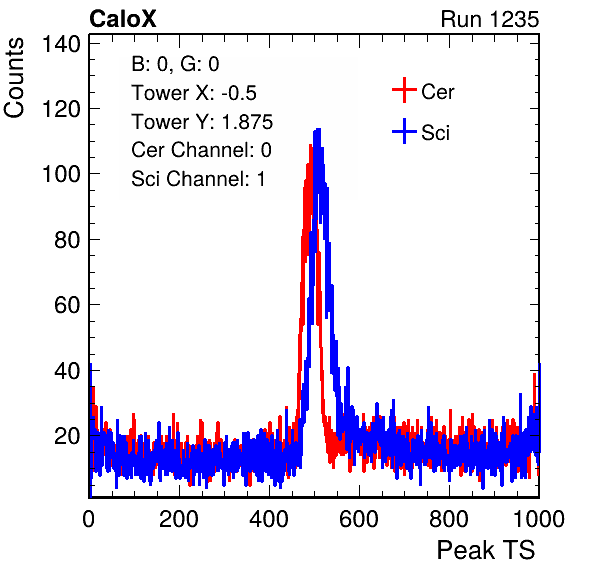 CaloX Run 1235
Counts
140
120
100
80
60
40
20
B: 0, G: 0
Tower X: -0.5
Tower Y: 1.875
Cer Channel: 0
Sci Channel: 1
Cer
Sci
0 200 400 600 800 1000
Peak TS